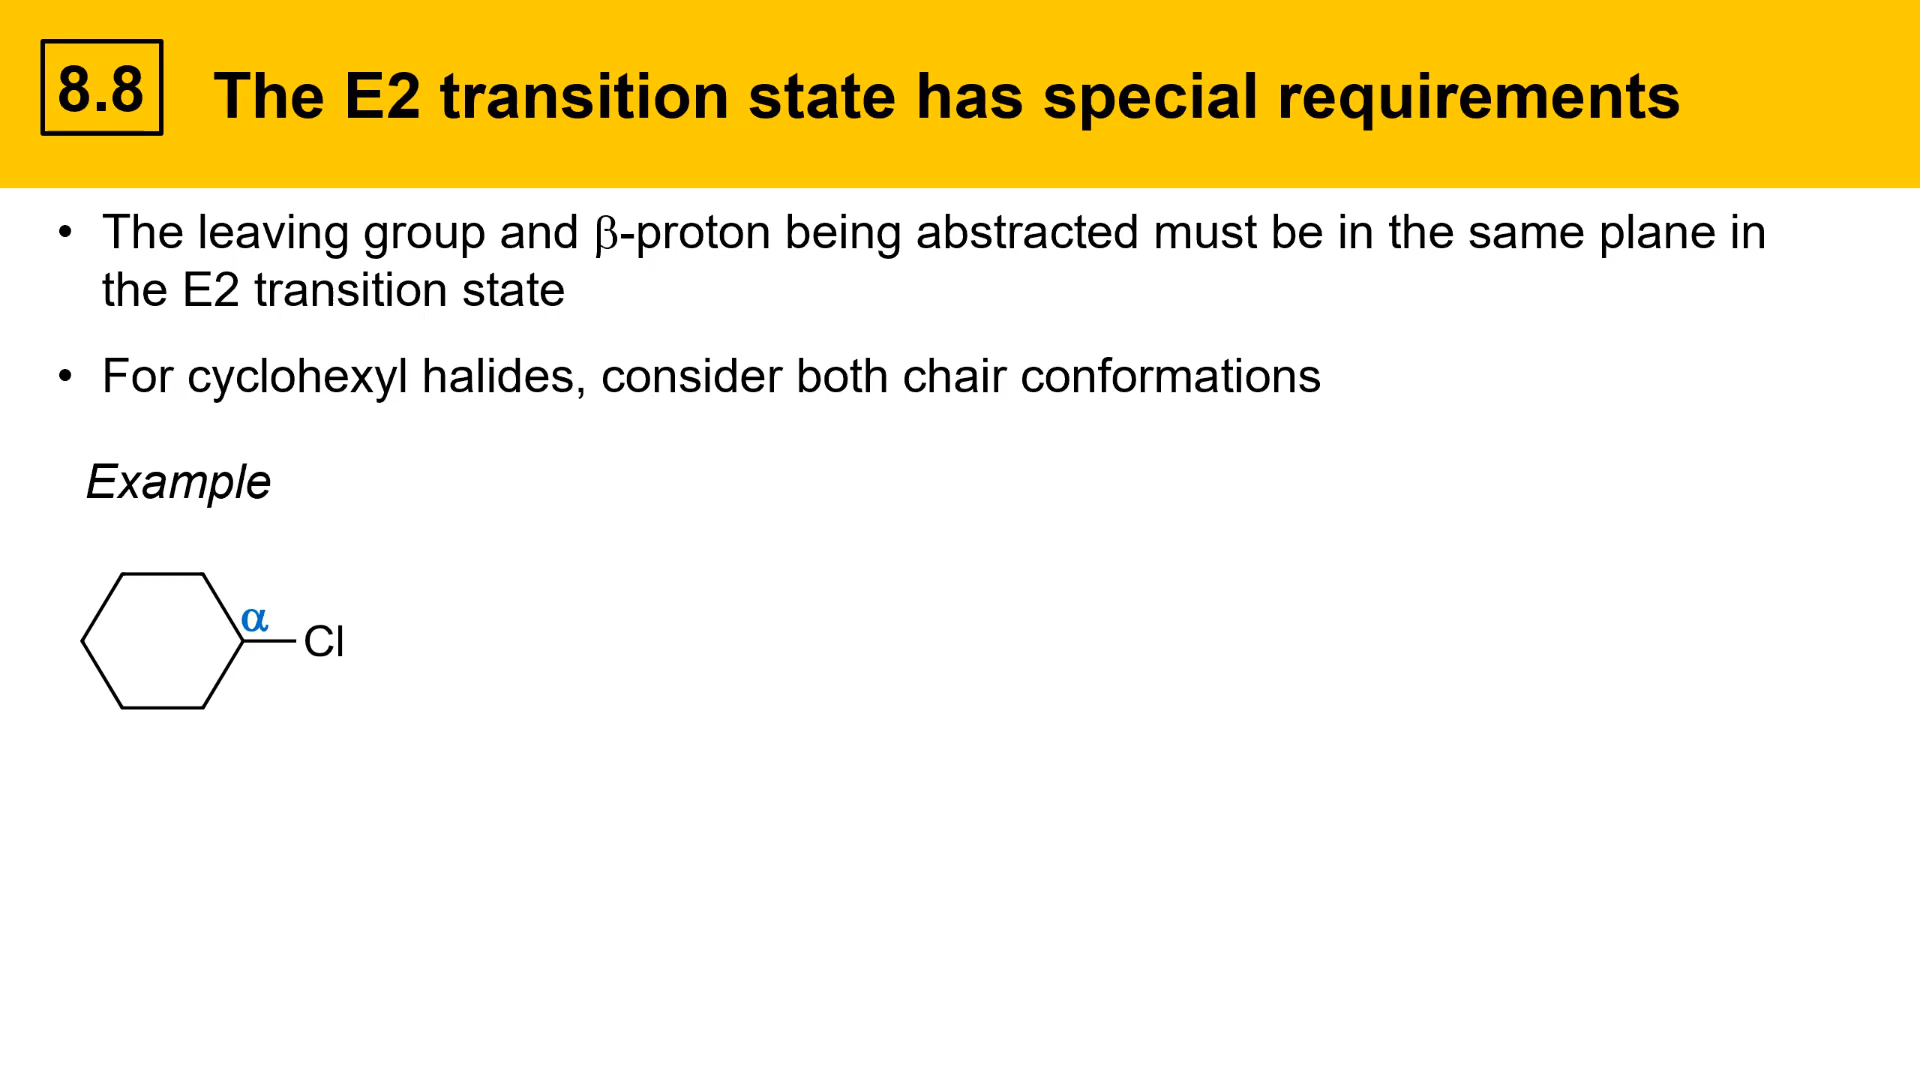 8.8 The E2 transition state has special requirements
• The leaving group and β-proton being abstracted must be in the same plane in
the E2 transition state
• For cyclohexyl halides, consider both chair conformations
Example
α
Cl